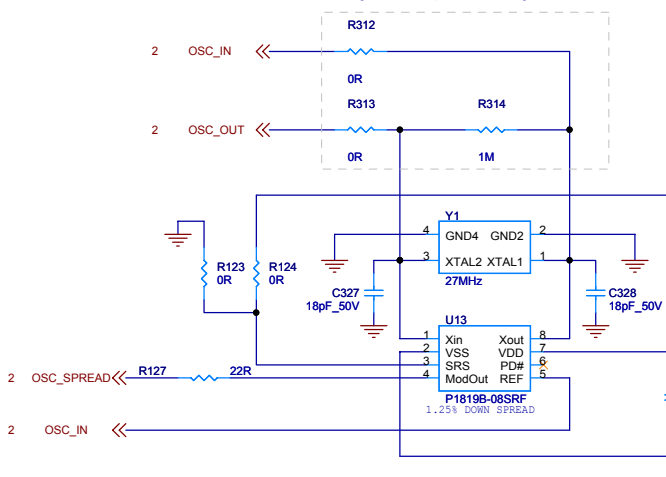 R312
2 OSC_IN
0R
R313 R314
2 OSC_OUT
0R 1M
Y1
4 GND4 GND2 2
3 XTAL2 XTAL1 1
27MHz
R123 R124
0R 0R
C327 C328
18pF_50V 18pF_50V
U13
1 Xin Xout 8
2 VSS VDD 7
3 SRS PD# 6
4 ModOut REF 5
2 OSC_SPREAD R127 22R
P1819B-08SRF
1.25% DOWN SPREAD
2 OSC_IN